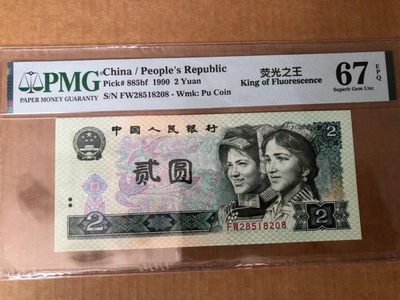 PMG
PAPER MONEY GUARANTY
China / People's Republic
Pick# 885bf 1990 2 Yuan
S/N FW28518208 - Wmk: Pu Coin
荧光之王
King of Fluorescence
67 EPQ
Superb Gem Unc
中国人民银行
2
贰圆
2
FW28518208